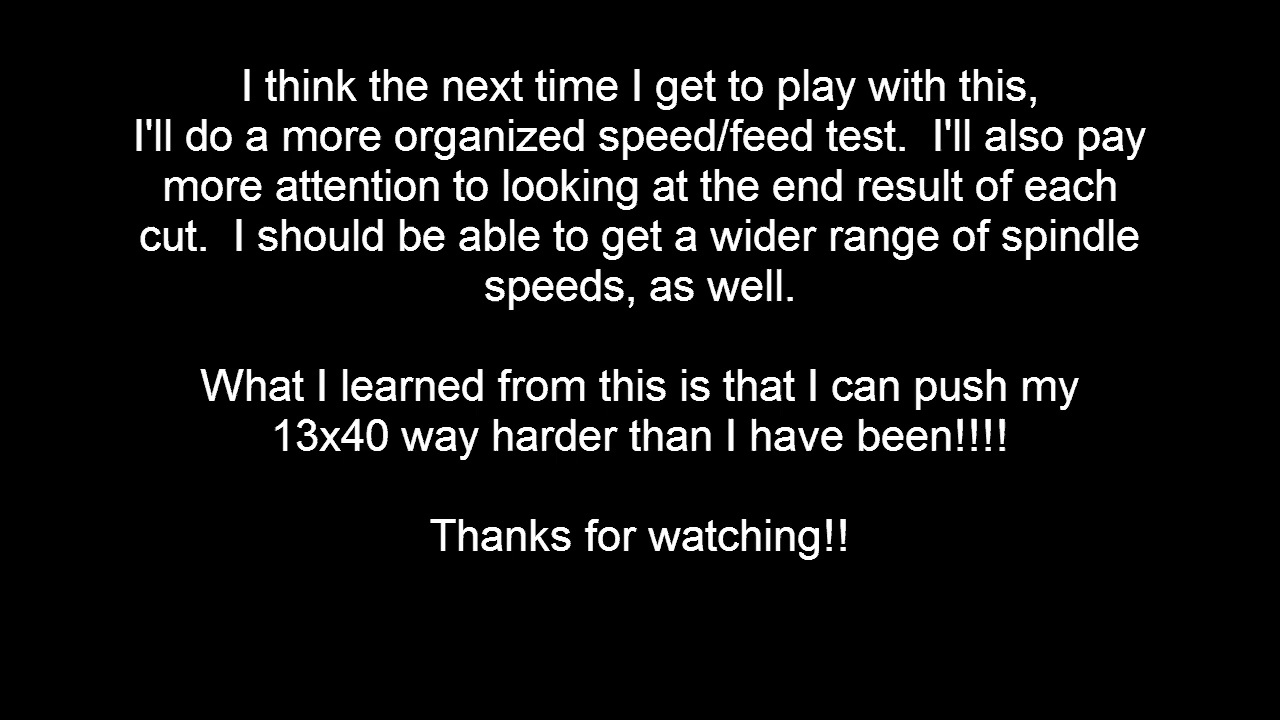 I think the next time I get to play with this,
I'll do a more organized speed/feed test.  I'll also pay
more attention to looking at the end result of each
cut.  I should be able to get a wider range of spindle
speeds, as well.
What I learned from this is that I can push my
13x40 way harder than I have been!!!!
Thanks for watching!!